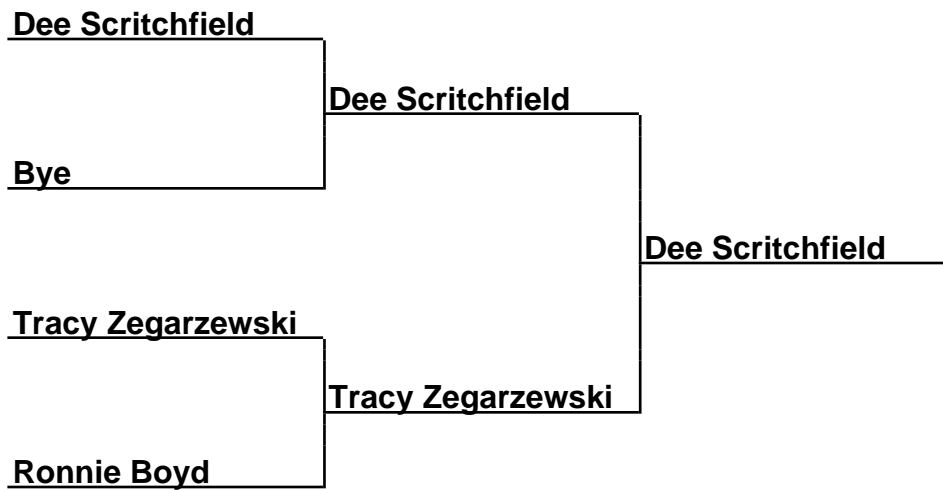 Dee Scritchfield
Dee Scritchfield
Bye
Dee Scritchfield
Tracy Zegarzewski
Tracy Zegarzewski
Ronnie Boyd